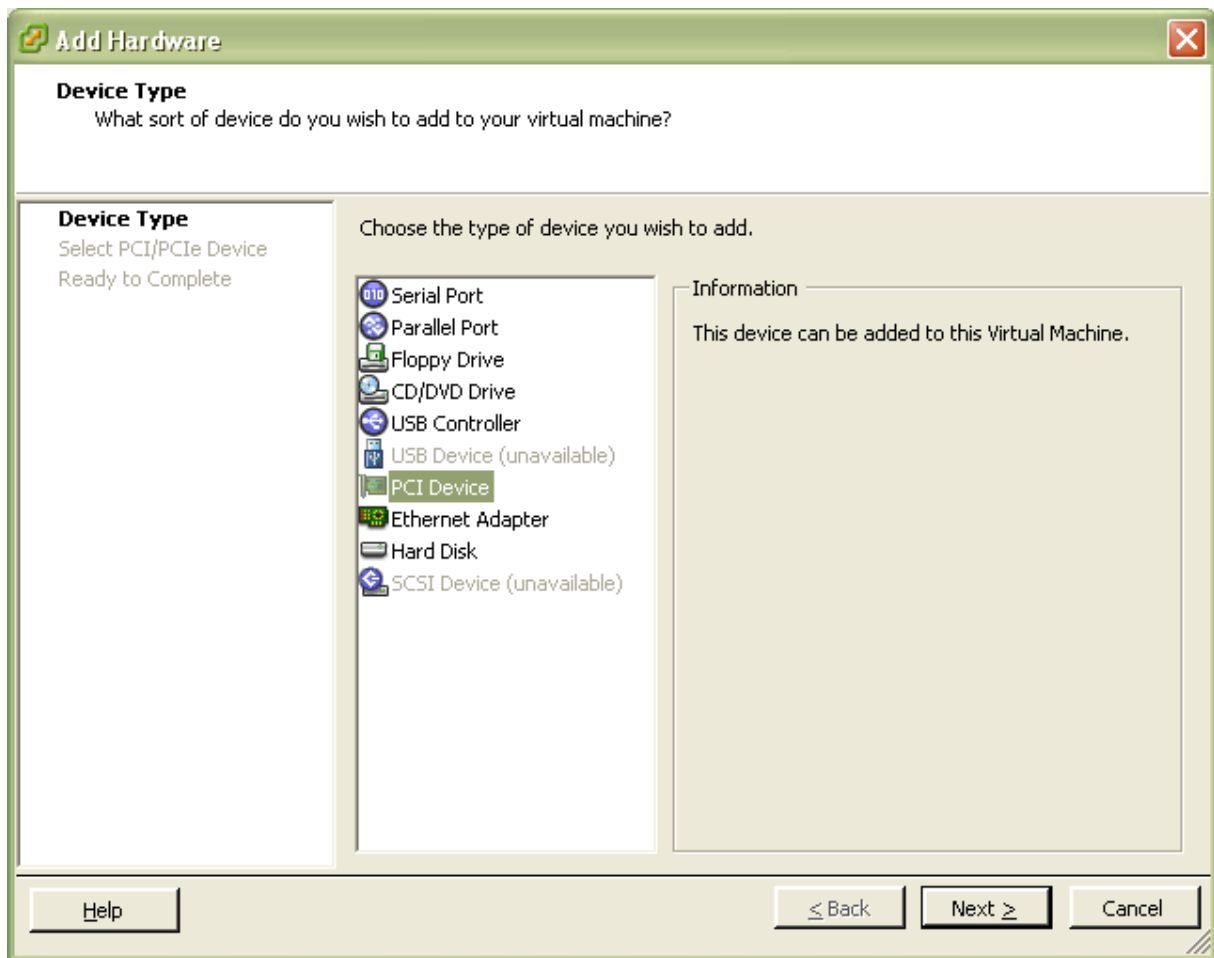 Add Hardware
Device Type
What sort of device do you wish to add to your virtual machine?
Device Type
Select PCI/PCIe Device
Ready to Complete
Choose the type of device you wish to add.
Serial Port
Parallel Port
Floppy Drive
CD/DVD Drive
USB Controller
USB Device (unavailable)
PCI Device
Ethernet Adapter
Hard Disk
SCSI Device (unavailable)
Information
This device can be added to this Virtual Machine.
Help
< Back
Next >
Cancel